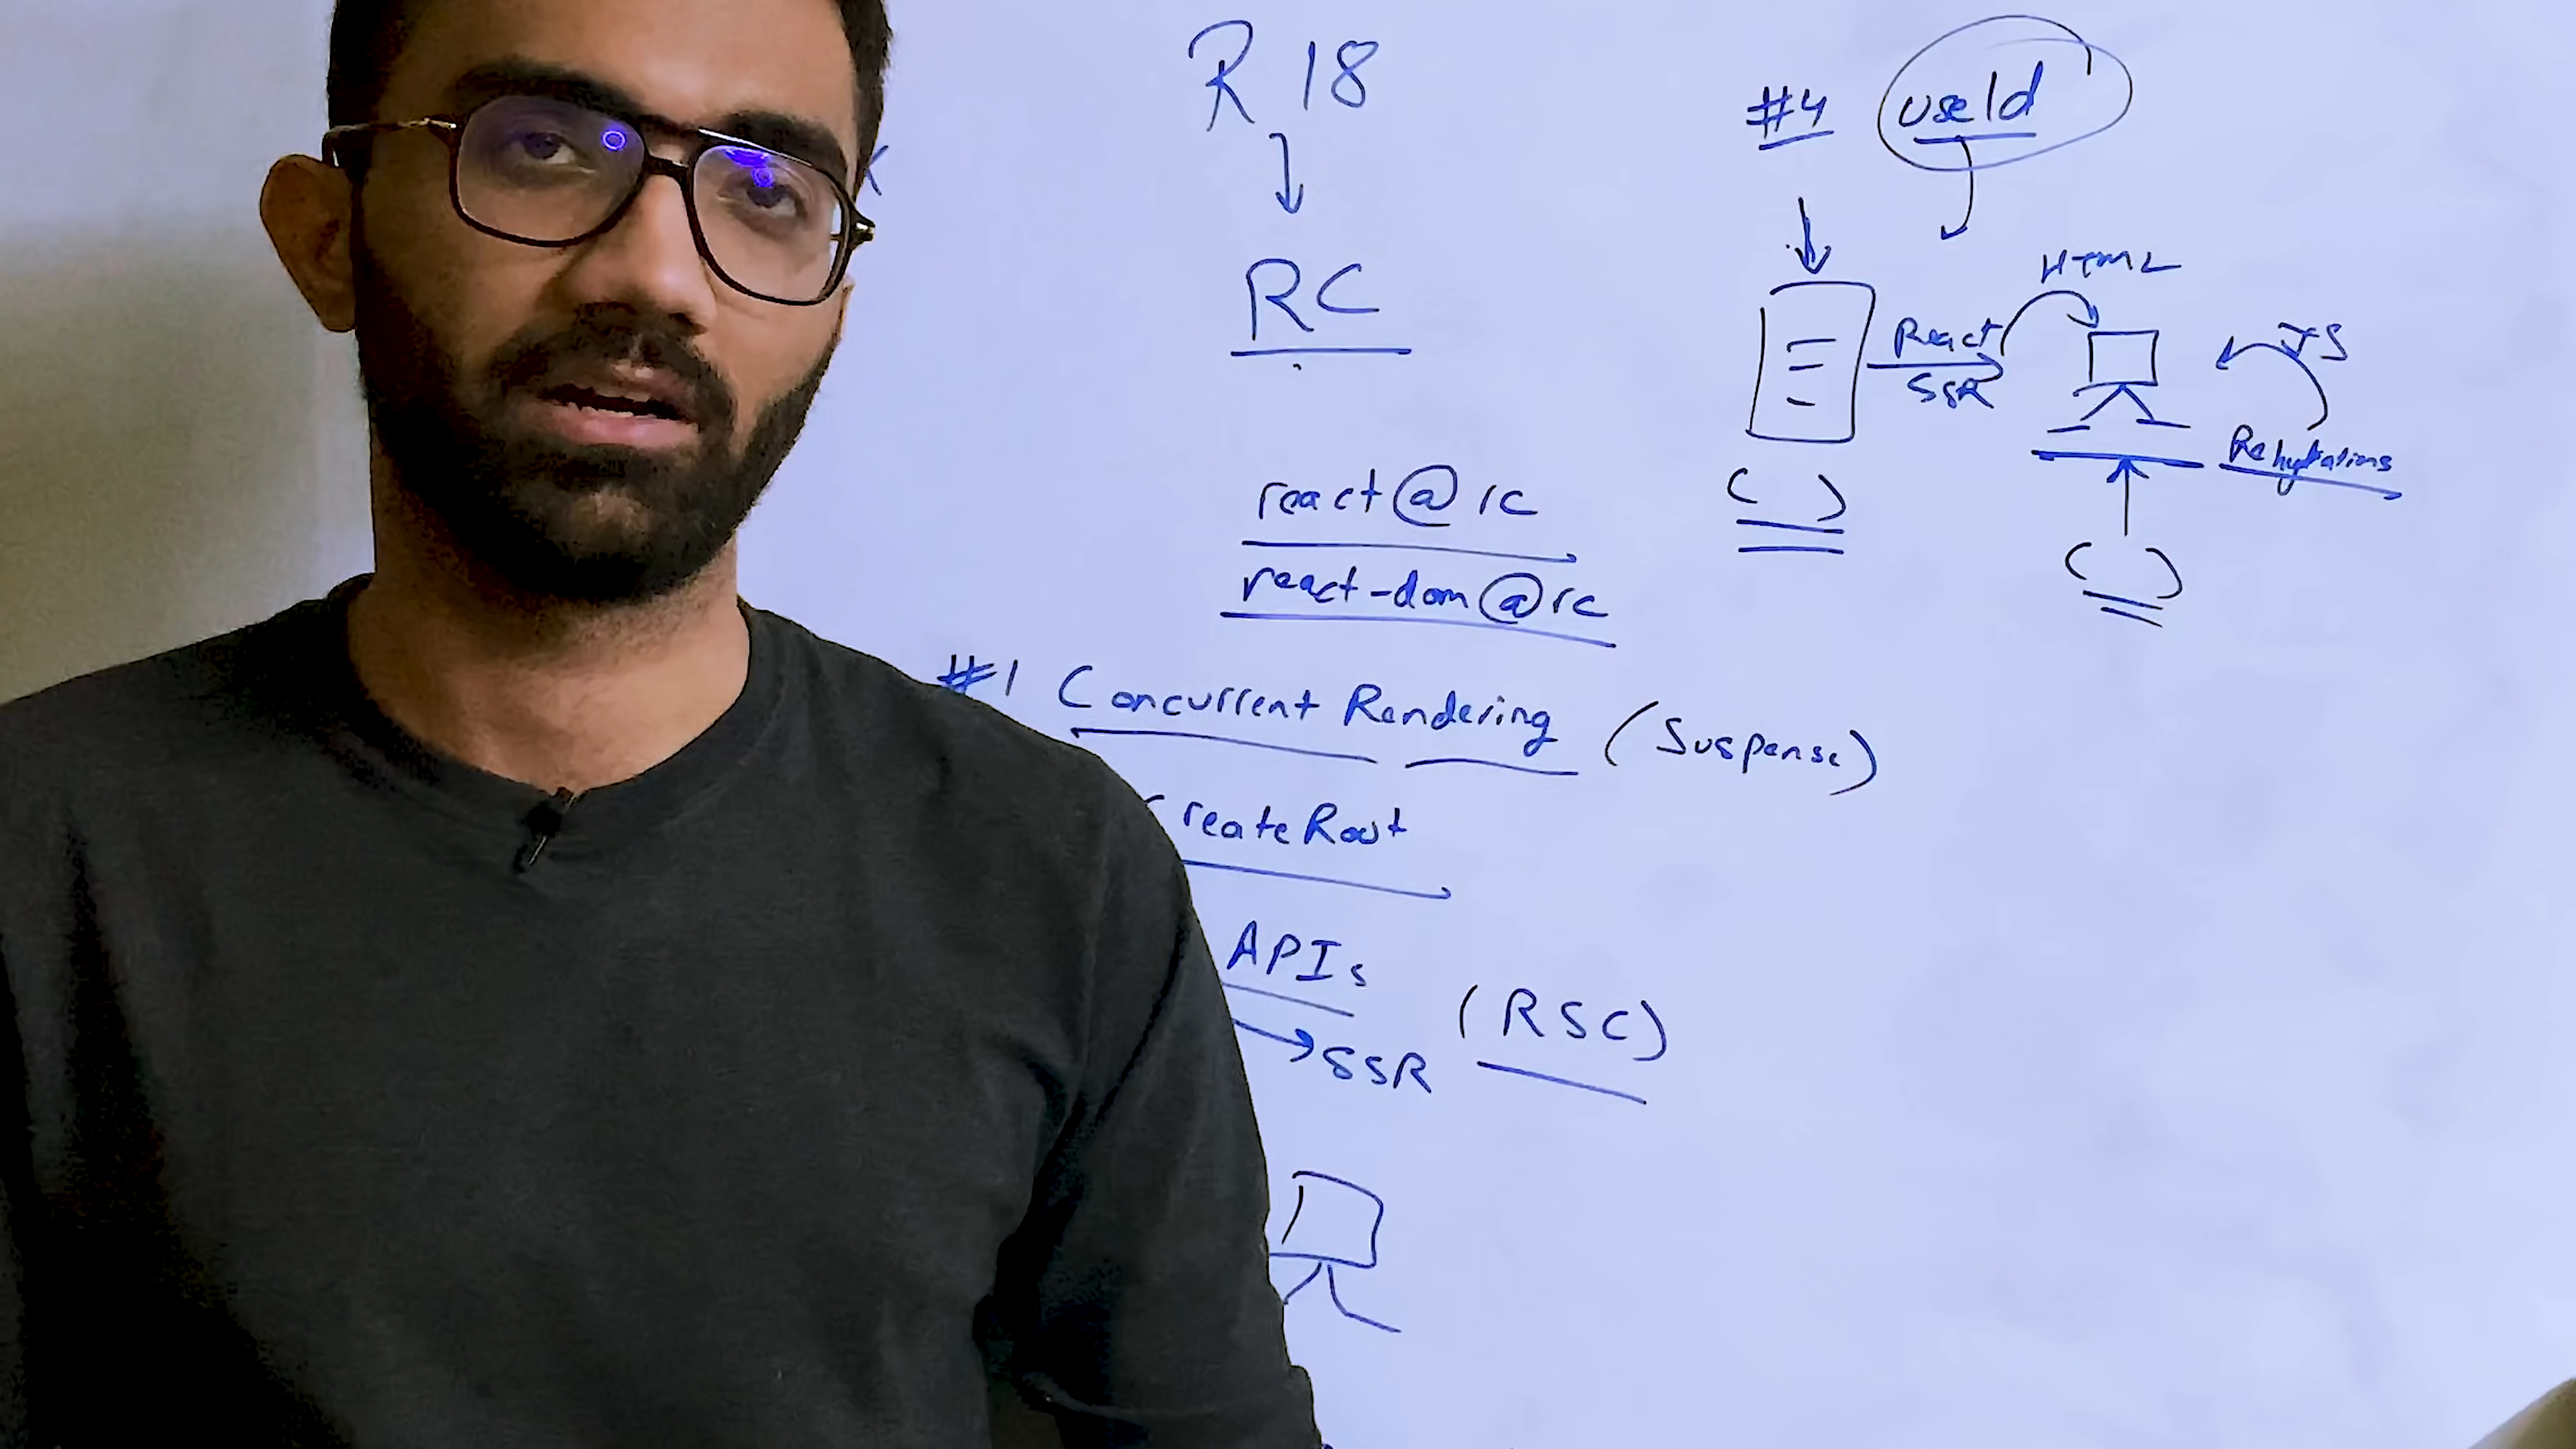 R 18
RC
react@rc
react-dom@rc
#1 Concurrent Rendering (Suspense)
reateRoot
APIs
SSR (RSC)
#4 useId
HTML
React
SSR
JS